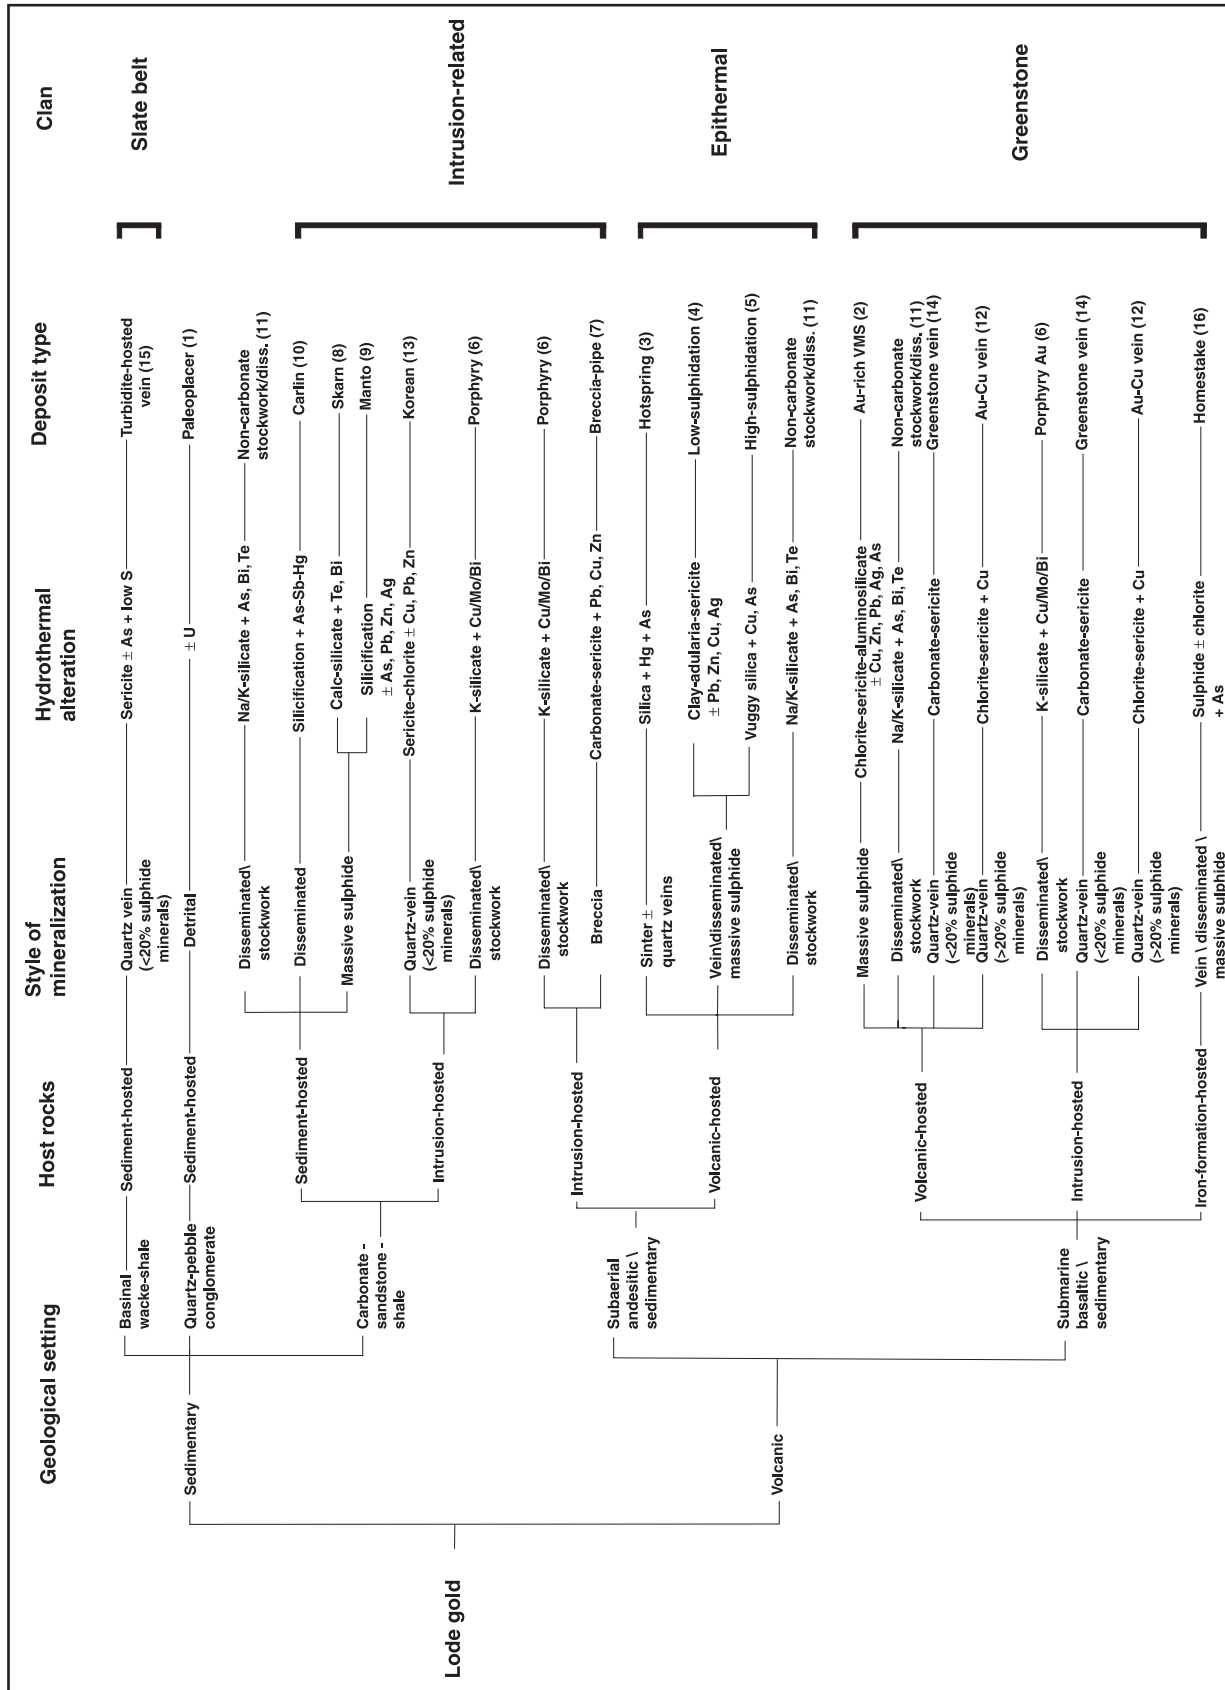 Geological setting
Host rocks
Style of
mineralization
Hydrothermal
alteration
Deposit type
Clan
Lode gold
Sedimentary
Volcanic
Basinal
wacke-shale
Quartz-pebble
conglomerate
Carbonate -
sandstone -
shale
Subaerial
andesitic \
sedimentary
Submarine
basaltic \
sedimentary
Sediment-hosted
Sediment-hosted
Sediment-hosted
Intrusion-hosted
Intrusion-hosted
Volcanic-hosted
Volcanic-hosted
Intrusion-hosted
Iron-formation-hosted
Quartz vein
(<20% sulphide
minerals)
Detrital
Disseminated\
stockwork
Disseminated
Massive sulphide
Quartz-vein
(<20% sulphide
minerals)
Disseminated\
stockwork
Disseminated\
stockwork
Breccia
Sinter ±
quartz veins
Vein\disseminated\
massive sulphide
Disseminated\
stockwork
Massive sulphide
Disseminated\
stockwork
Quartz-vein
(<20% sulphide
minerals)
Quartz-vein
(>20% sulphide
minerals)
Disseminated\
stockwork
Quartz-vein
(<20% sulphide
minerals)
Quartz-vein
(>20% sulphide
minerals)
Vein \ disseminated \
massive sulphide
Sericite ± As + low S
± U
Na/K-silicate + As, Bi, Te
Silicification + As-Sb-Hg
Calc-silicate + Te, Bi
Silicification
± As, Pb, Zn, Ag
Sericite-chlorite ± Cu, Pb, Zn
K-silicate + Cu/Mo/Bi
K-silicate + Cu/Mo/Bi
Carbonate-sericite + Pb, Cu, Zn
Silica + Hg + As
Clay-adularia-sericite
± Pb, Zn, Cu, Ag
Vuggy silica + Cu, As
Na/K-silicate + As, Bi, Te
Chlorite-sericite-aluminosilicate
± Cu, Zn, Pb, Ag, As
Na/K-silicate + As, Bi, Te
Carbonate-sericite
Chlorite-sericite + Cu
K-silicate + Cu/Mo/Bi
Carbonate-sericite
Chlorite-sericite + Cu
Sulphide ± chlorite
+ As
Turbidite-hosted
vein (15)
Paleoplacer (1)
Non-carbonate
stockwork/diss. (11)
Carlin (10)
Skarn (8)
Manto (9)
Korean (13)
Porphyry (6)
Porphyry (6)
Breccia-pipe (7)
Hotspring (3)
Low-sulphidation (4)
High-sulphidation (5)
Non-carbonate
stockwork/diss. (11)
Au-rich VMS (2)
Non-carbonate
stockwork/diss. (11)
Greenstone vein (14)
Au-Cu vein (12)
Porphyry Au (6)
Greenstone vein (14)
Au-Cu vein (12)
Homestake (16)
Slate belt
Intrusion-related
Epithermal
Greenstone